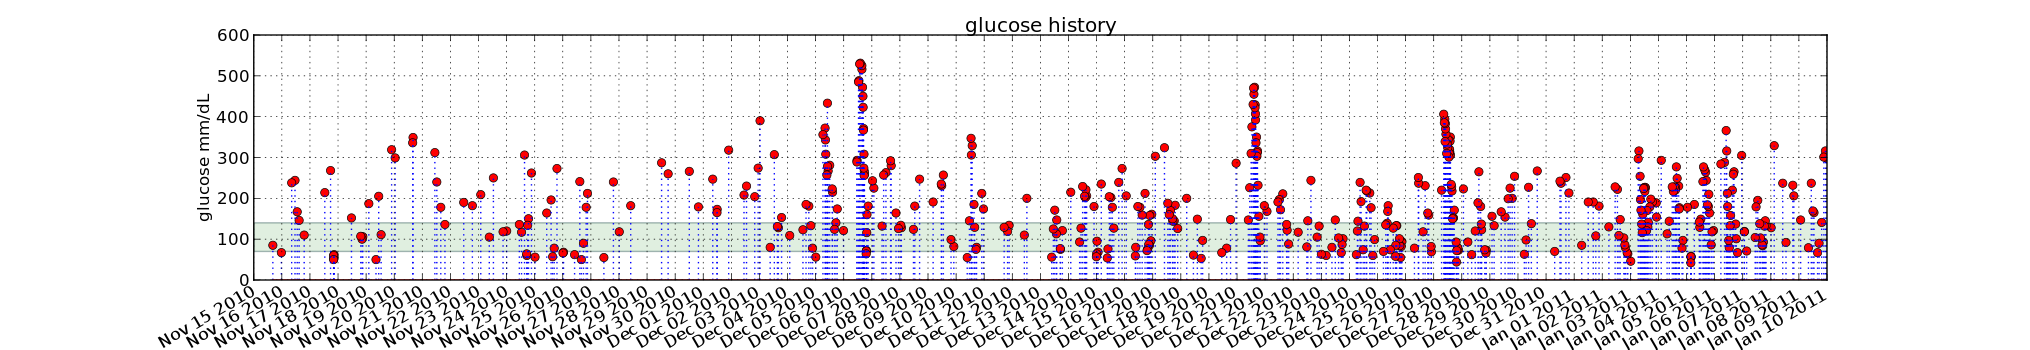 glucose history
600
500
400
300
200
100
0
glucose mm/dL
Nov 15 2010
Nov 16 2010
Nov 17 2010
Nov 18 2010
Nov 19 2010
Nov 20 2010
Nov 21 2010
Nov 22 2010
Nov 23 2010
Nov 24 2010
Nov 25 2010
Nov 26 2010
Nov 27 2010
Nov 28 2010
Nov 29 2010
Nov 30 2010
Dec 01 2010
Dec 02 2010
Dec 03 2010
Dec 04 2010
Dec 05 2010
Dec 06 2010
Dec 07 2010
Dec 08 2010
Dec 09 2010
Dec 10 2010
Dec 11 2010
Dec 12 2010
Dec 13 2010
Dec 14 2010
Dec 15 2010
Dec 16 2010
Dec 17 2010
Dec 18 2010
Dec 19 2010
Dec 20 2010
Dec 21 2010
Dec 22 2010
Dec 23 2010
Dec 24 2010
Dec 25 2010
Dec 26 2010
Dec 27 2010
Dec 28 2010
Dec 29 2010
Dec 30 2010
Dec 31 2010
Jan 01 2011
Jan 02 2011
Jan 03 2011
Jan 04 2011
Jan 05 2011
Jan 06 2011
Jan 07 2011
Jan 08 2011
Jan 09 2011
Jan 10 2011